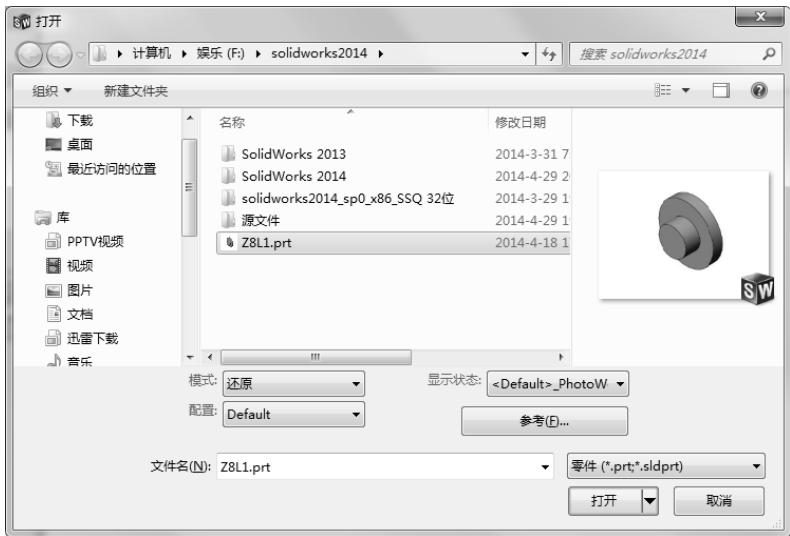 SW 打开
计算机 娱乐 (F:) solidworks2014
搜索 solidworks2014
组织 新建文件夹
下载
桌面
最近访问的位置
库
PPTV视频
视频
图片
文档
迅雷下载
音乐
名称 修改日期
SolidWorks 2013 2014-3-31 7
SolidWorks 2014 2014-4-29 2
solidworks2014_sp0_x86_SSQ 32位 2014-3-29 1
源文件 2014-4-29 1
Z8L1.prt 2014-4-18 1
SW
模式: 还原
显示状态: <Default>_PhotoW
配置: Default
参考(F)...
文件名(N): Z8L1.prt
零件 (*.prt;*.sldprt)
打开
取消